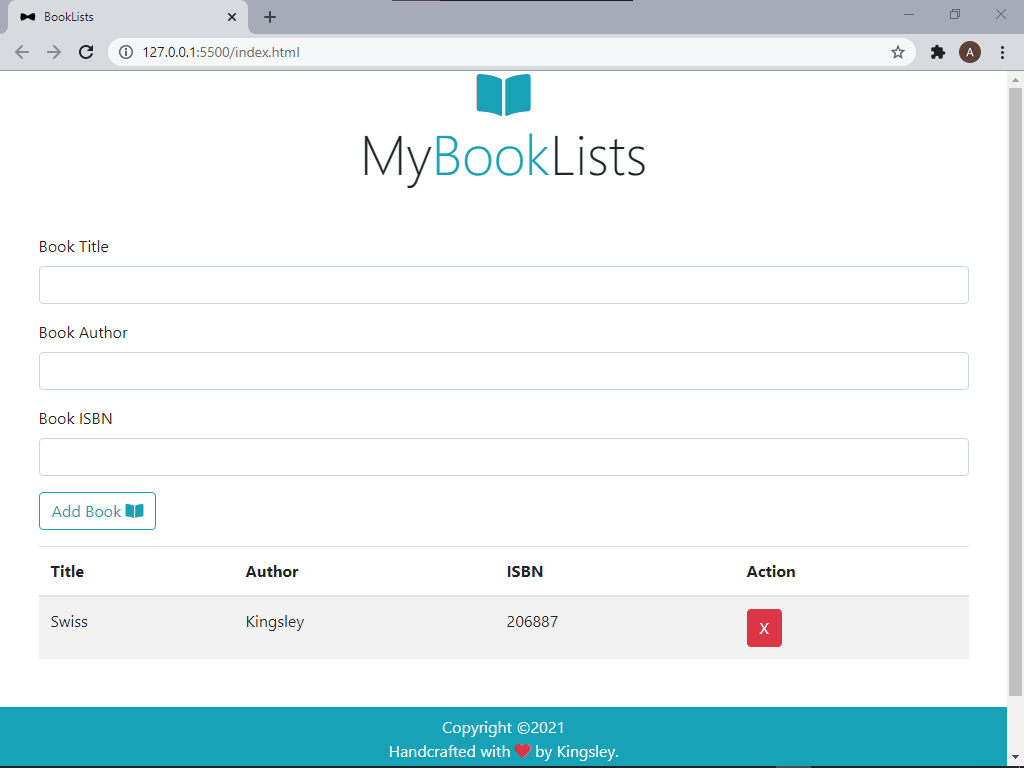 BookLists
127.0.0.1:5500/index.html
A
MyBookLists
Book Title
Book Author
Book ISBN
Add Book
Title Author ISBN Action
Swiss Kingsley 206887 X
Copyright ©2021
Handcrafted with ❤ by Kingsley.